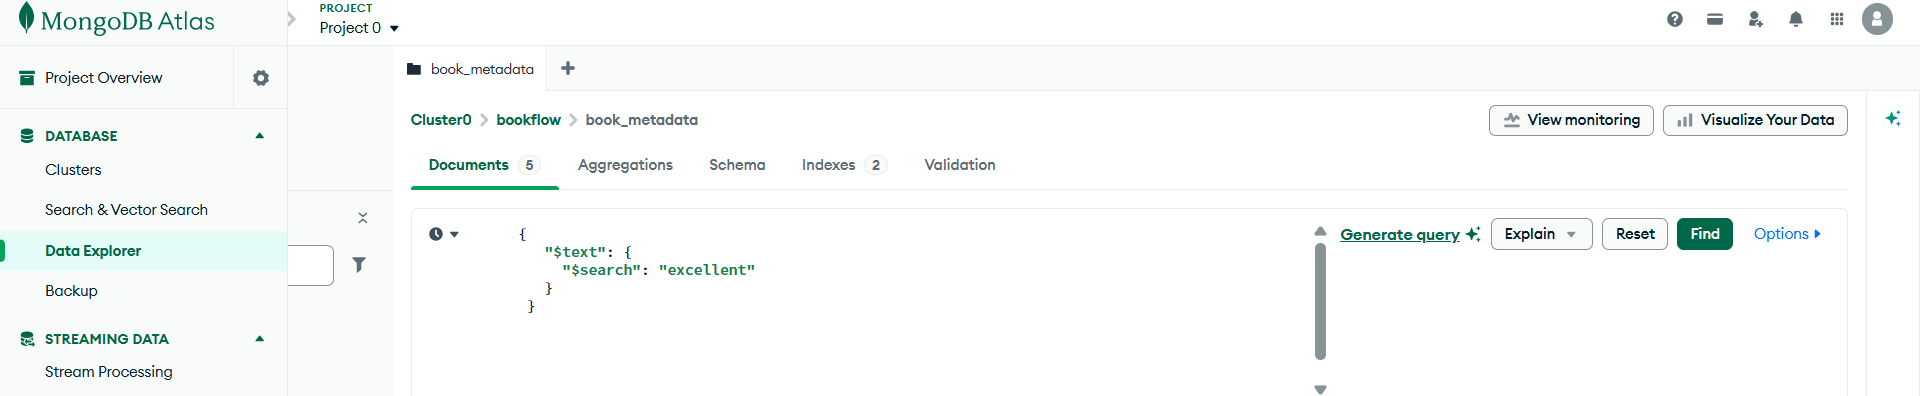 MongoDB Atlas
PROJECT
Project 0
Project Overview
DATABASE
Clusters
Search & Vector Search
Data Explorer
Backup
STREAMING DATA
Stream Processing
book_metadata
Cluster0 bookflow book_metadata
View monitoring
Visualize Your Data
Documents 5 Aggregations Schema Indexes 2 Validation
{
"$text": {
"$search": "excellent"
}
}
Generate query
Explain
Reset
Find
Options